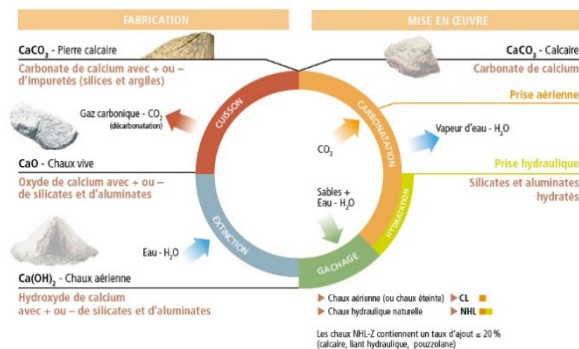 FABRICATION
MISE EN ŒUVRE
CaCO₃ - Pierre calcaire
Carbonate de calcium avec + ou –
d'impuretés (silices et argiles)
CaCO₃ - Calcaire
Carbonate de calcium
Prise aérienne
Gaz carbonique - CO₂
(décarbonatation)
CUISSON
CARBONATATION
CO₂
Vapeur d'eau - H₂O
CaO - Chaux vive
Oxyde de calcium avec + ou –
de silicates et d'aluminates
Prise hydraulique
Silicates et aluminates
hydratés
Sables +
Eau - H₂O
HYDRATATION
EXTINCTION
Eau - H₂O
GACHAGE
Ca(OH)₂ - Chaux aérienne
Hydroxyde de calcium
avec + ou – de silicates et d'aluminates
Chaux aérienne (ou chaux éteinte) CL
Chaux hydraulique naturelle NHL
Les chaux NHL-Z contiennent un taux d'ajout ≤ 20 %
(calcaire, liant hydraulique, pouzzolane)